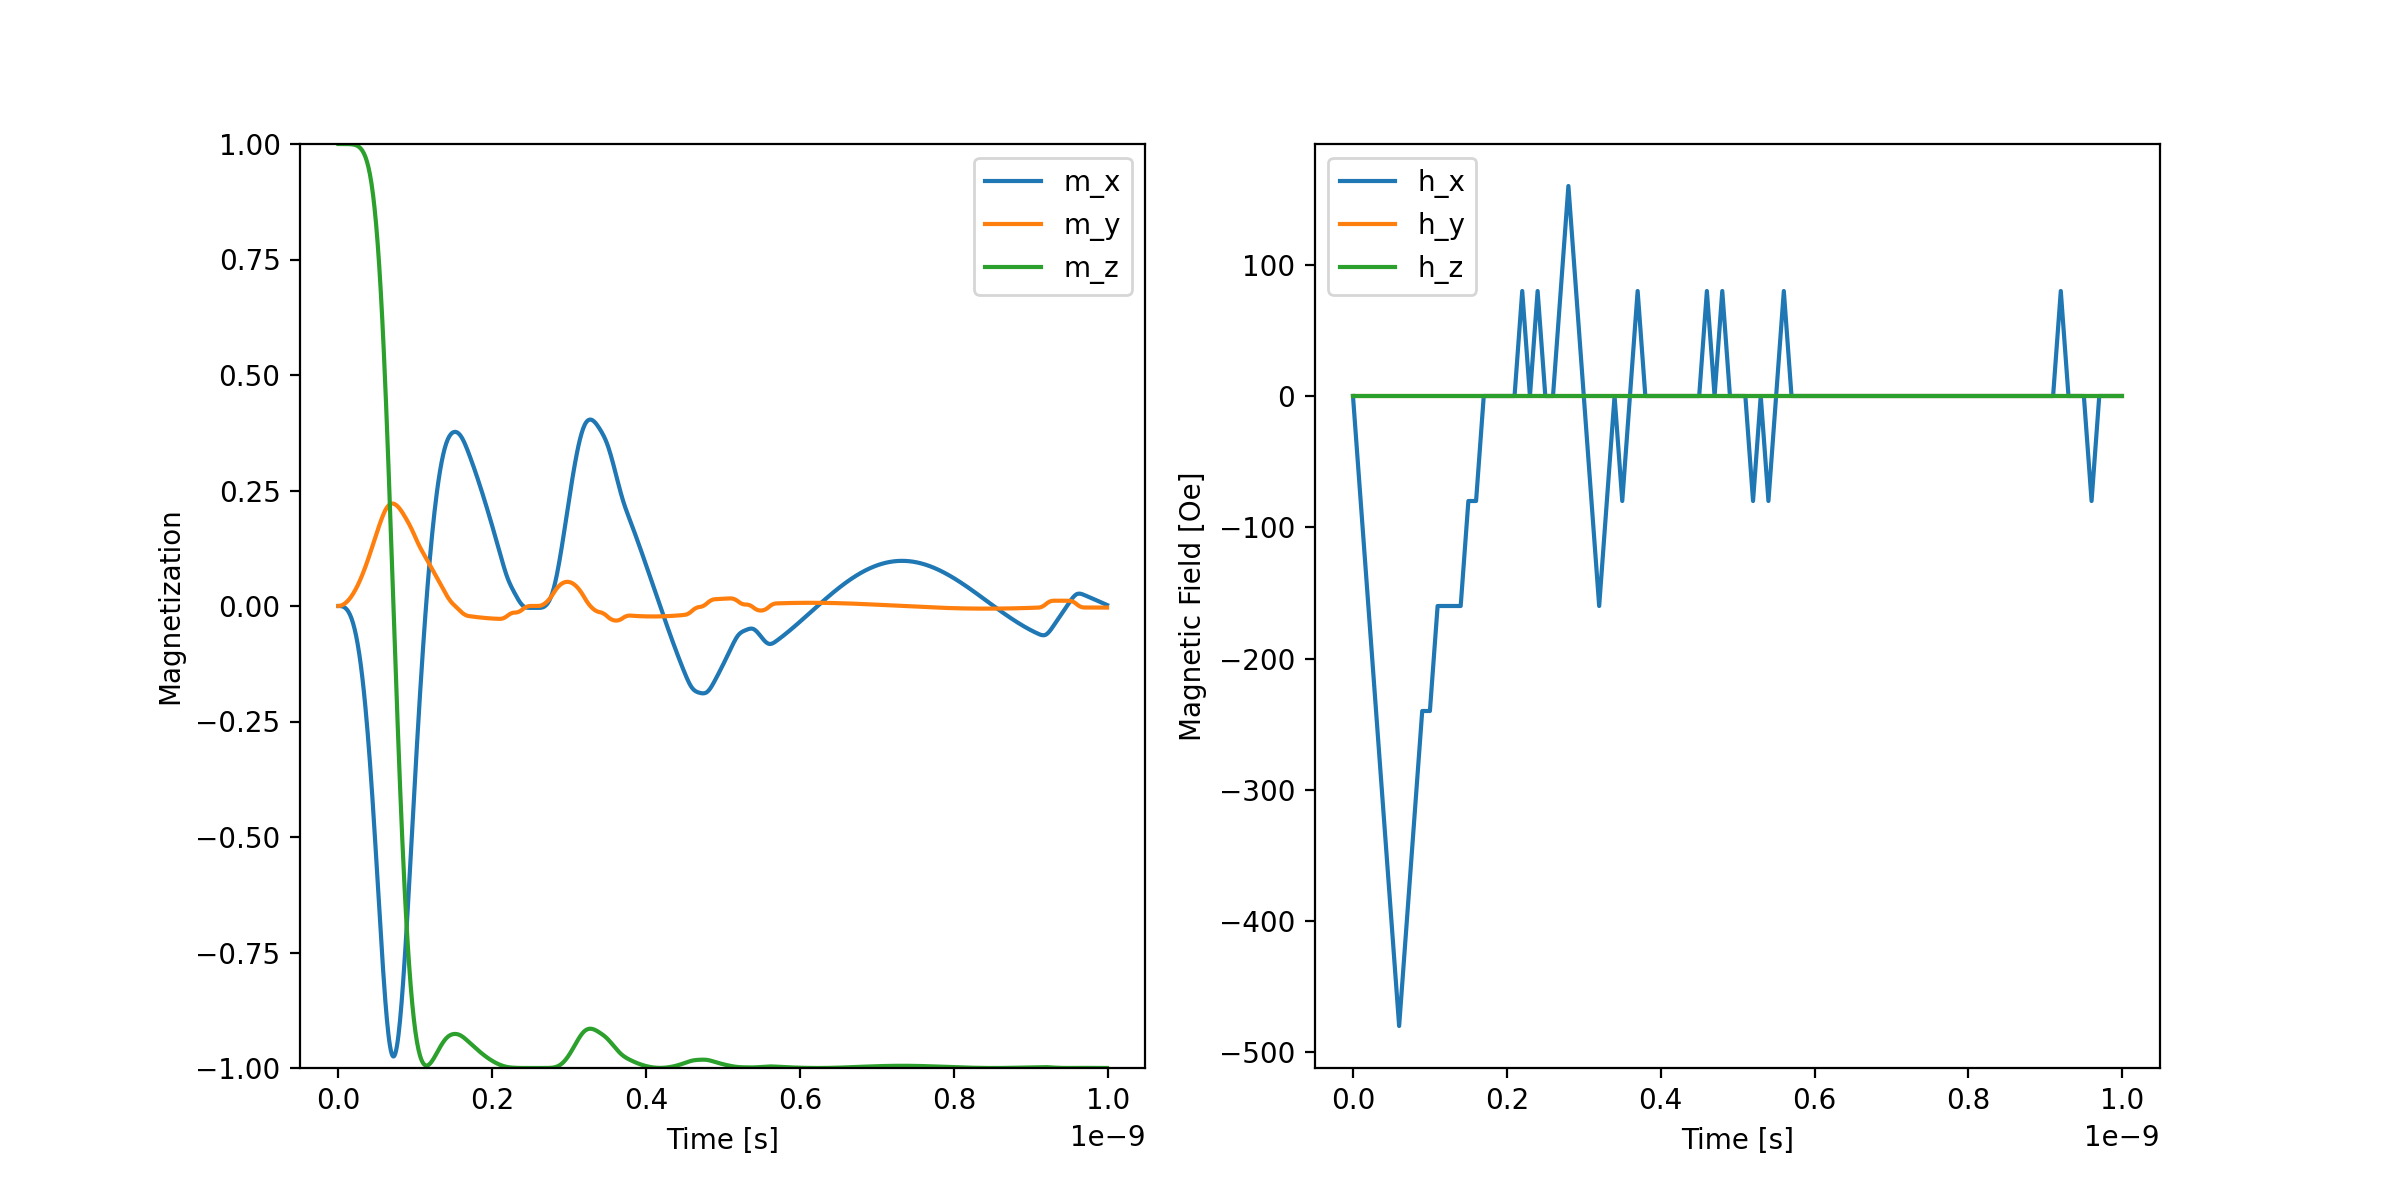 1.00
0.75
0.50
0.25
0.00
−0.25
−0.50
−0.75
−1.00
Magnetization
m_x
m_y
m_z
0.0 0.2 0.4 0.6 0.8 1.0
Time [s]
1e−9
100
0
−100
−200
−300
−400
−500
Magnetic Field [Oe]
h_x
h_y
h_z
0.0 0.2 0.4 0.6 0.8 1.0
Time [s]
1e−9